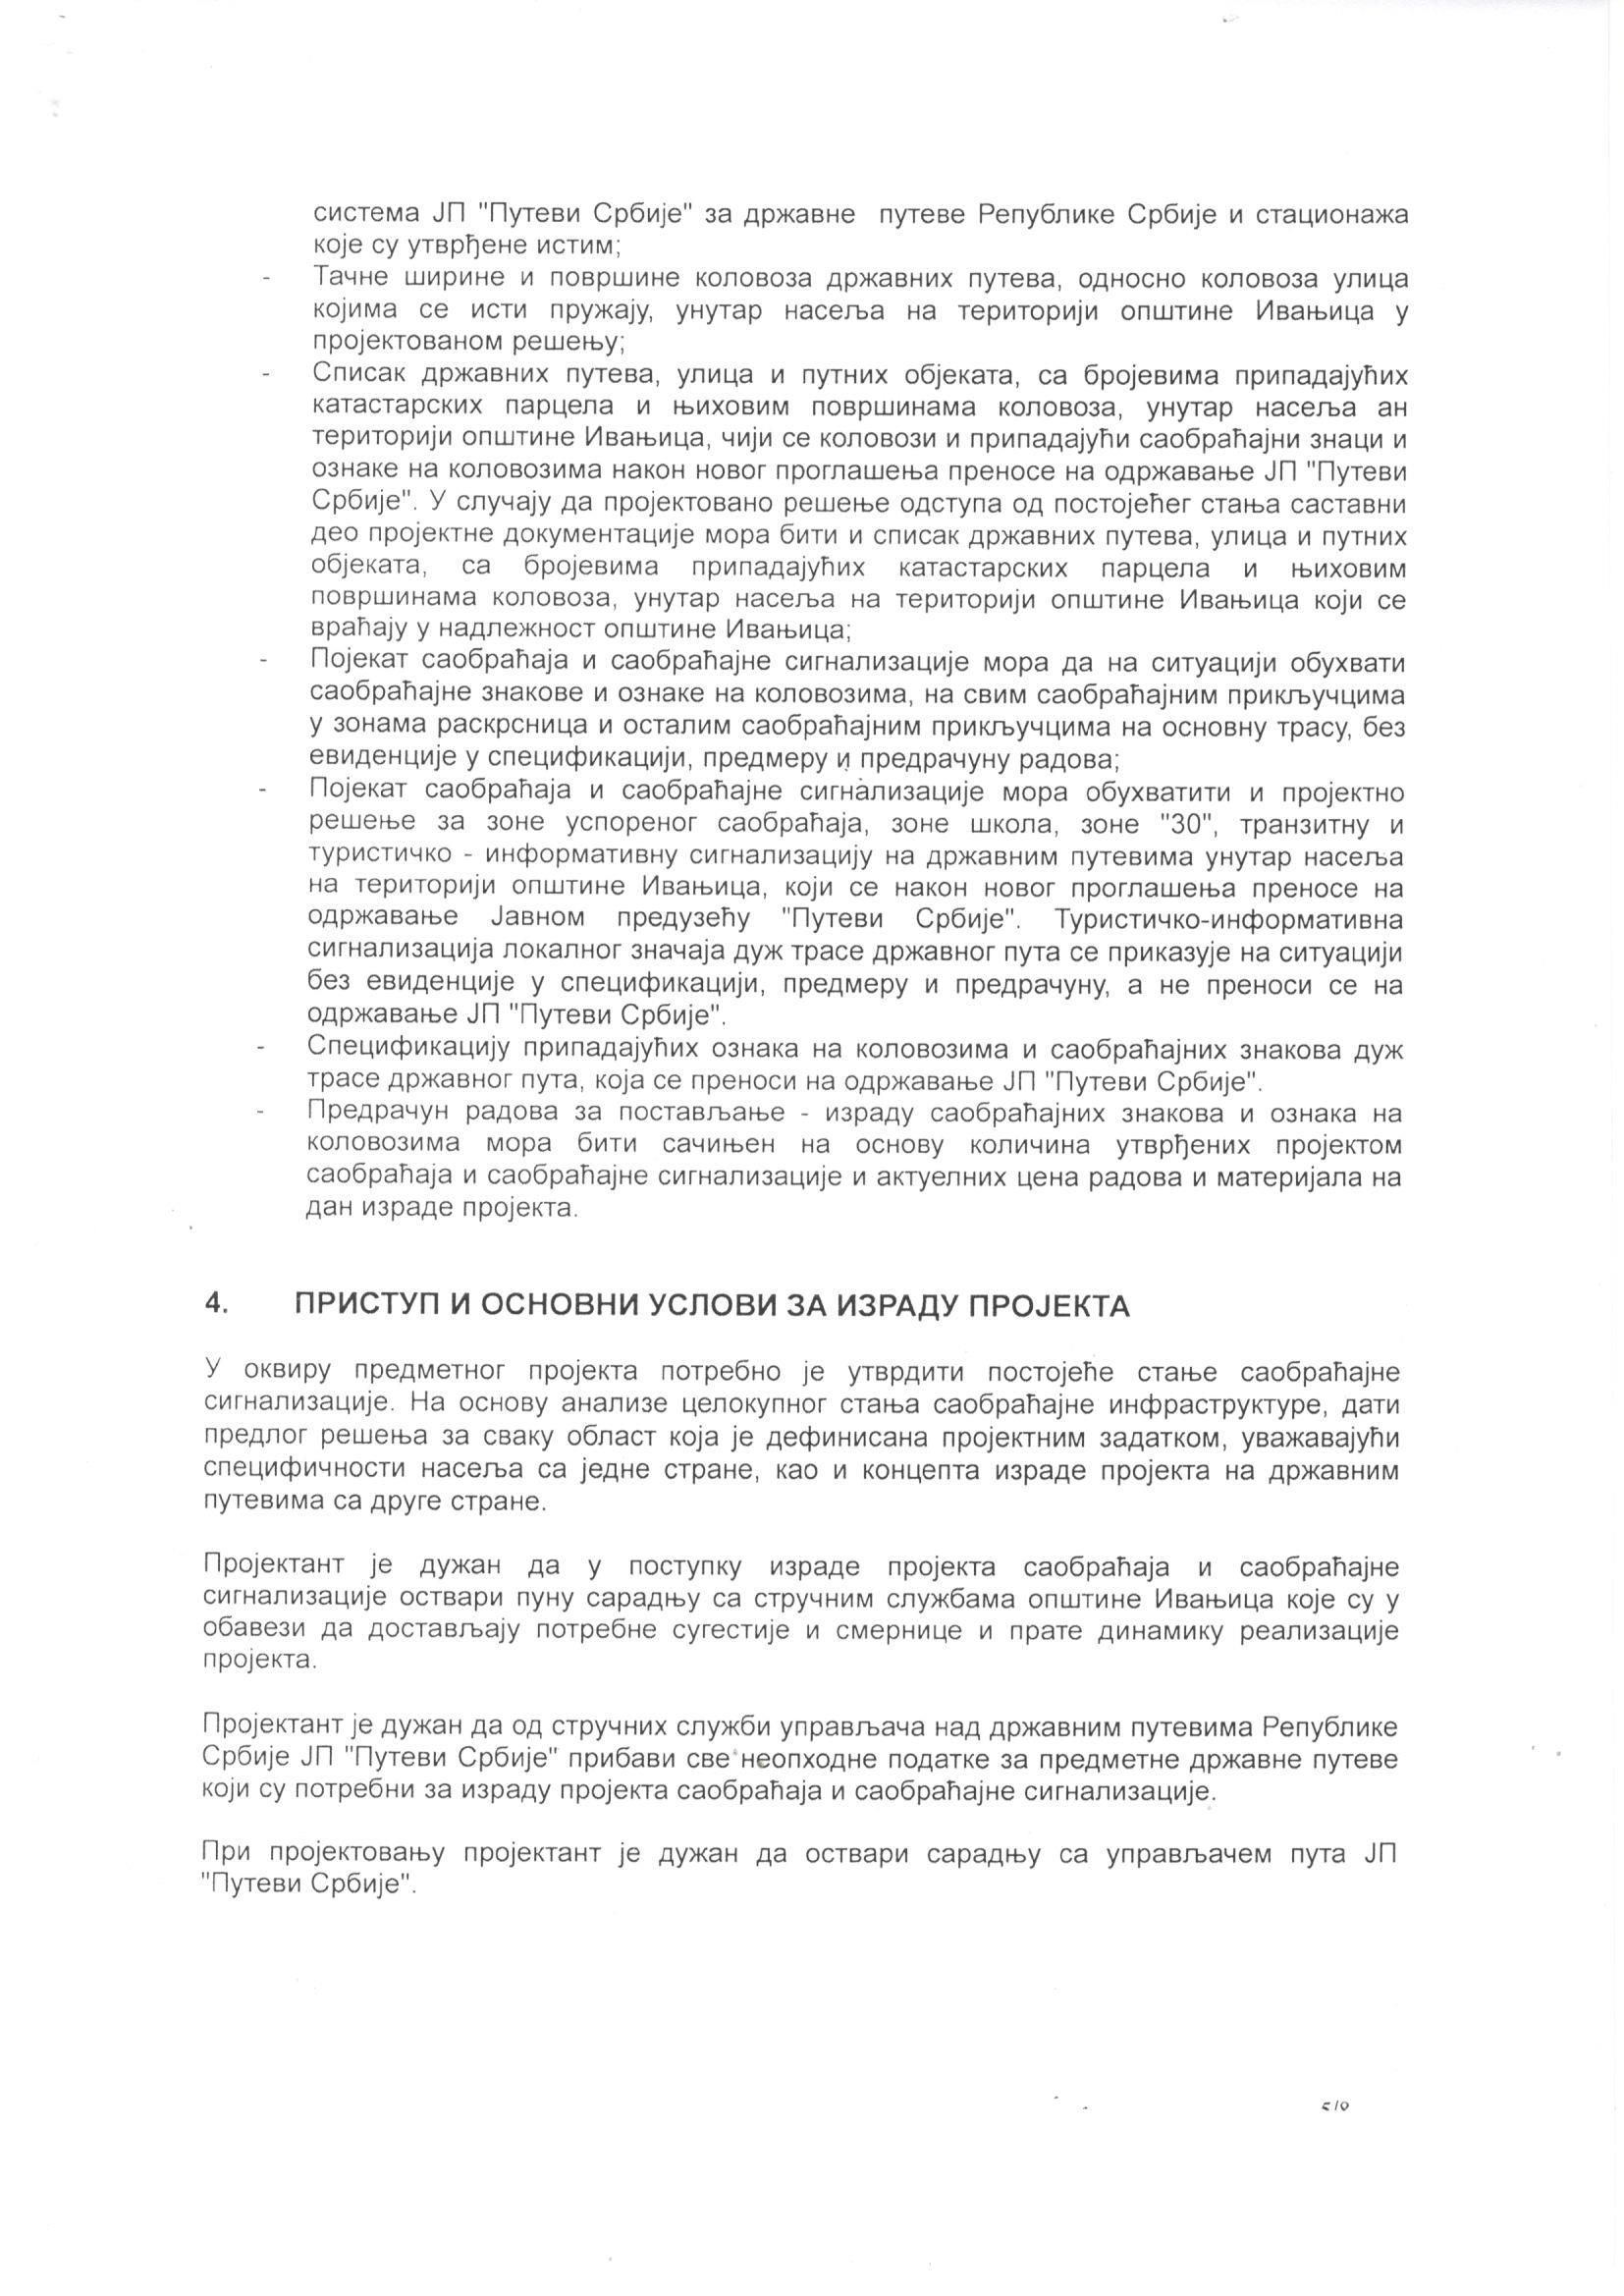 система ЈП "Путеви Србије" за државне путеве Републике Србије и стационажа
које су утврђене истим;
- Тачне ширине и површине коловоза државних путева, односно коловоза улица
којима се исти пружају, унутар насеља на територији општине Ивањица у
пројектованом решењу;
- Списак државних путева, улица и путних објеката, са бројевима припадајућих
катастарских парцела и њиховим површинама коловоза, унутар насеља ан
територији општине Ивањица, чији се коловози и припадајући саобраћајни знаци и
ознаке на коловозима након новог проглашења преносе на одржавање ЈП "Путеви
Србије". У случају да пројектовано решење одступа од постојећег стања саставни
део пројектне документације мора бити и списак државних путева, улица и путних
објеката, са бројевима припадајућих катастарских парцела и њиховим
површинама коловоза, унутар насеља на територији општине Ивањица који се
враћају у надлежност општине Ивањица;
- Појекат саобраћаја и саобраћајне сигнализације мора да на ситуацији обухвати
саобраћајне знакове и ознаке на коловозима, на свим саобраћајним прикључцима
у зонама раскрсница и осталим саобраћајним прикључцима на основну трасу, без
евиденције у спецификацији, предмеру и предрачуну радова;
- Појекат саобраћаја и саобраћајне сигнализације мора обухватити и пројектно
решење за зоне успореног саобраћаја, зоне школа, зоне "30", транзитну и
туристичко - информативну сигнализацију на државним путевима унутар насеља
на територији општине Ивањица, који се након новог проглашења преносе на
одржавање Јавном предузећу "Путеви Србије". Туристичко-информативна
сигнализација локалног значаја дуж трасе државног пута се приказује на ситуацији
без евиденције у спецификацији, предмеру и предрачуну, а не преноси се на
одржавање ЈП "Путеви Србије".
- Спецификацију припадајућих ознака на коловозима и саобраћајних знакова дуж
трасе државног пута, која се преноси на одржавање ЈП "Путеви Србије".
- Предрачун радова за постављање - израду саобраћајних знакова и ознака на
коловозима мора бити сачињен на основу количина утврђених пројектом
саобраћаја и саобраћајне сигнализације и актуелних цена радова и материјала на
дан израде пројекта.
4. ПРИСТУП И ОСНОВНИ УСЛОВИ ЗА ИЗРАДУ ПРОЈЕКТА
У оквиру предметног пројекта потребно је утврдити постојеће стање саобраћајне
сигнализације. На основу анализе целокупног стања саобраћајне инфраструктуре, дати
предлог решења за сваку област која је дефинисана пројектним задатком, уважавајући
специфичности насеља са једне стране, као и концепта израде пројекта на државним
путевима са друге стране.
Пројектант је дужан да у поступку израде пројекта саобраћаја и саобраћајне
сигнализације оствари пуну сарадњу са стручним службама општине Ивањица које су у
обавези да достављају потребне сугестије и смернице и прате динамику реализације
пројекта.
Пројектант је дужан да од стручних служби управљача над државним путевима Републике
Србије ЈП "Путеви Србије" прибави све неопходне податке за предметне државне путеве
који су потребни за израду пројекта саобраћаја и саобраћајне сигнализације.
При пројектовању пројектант је дужан да оствари сарадњу са управљачем пута ЈП
"Путеви Србије".